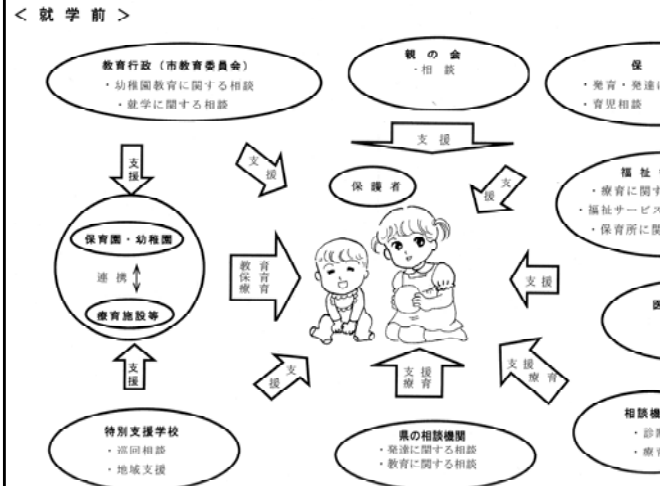 ＜ 就 学 前 ＞
教育行政（市教育委員会）
・幼稚園教育に関する相談
・就学に関する相談
親 の 会
・相 談
保
・発育・発達
・育児相談
支 援
支援
支援
支援
保 護 者
福 祉
・療育に関す
・福祉サービス
・保育所に関
保育園・幼稚園
連 携
療育施設等
教 育
保 育
療 育
支 援
支援
支援
支 援
療 育
支 援
療 育
特別支援学校
・巡回相談
・地域支援
県の相談機関
・発達に関する相談
・教育に関する相談
相談機
・診
・療